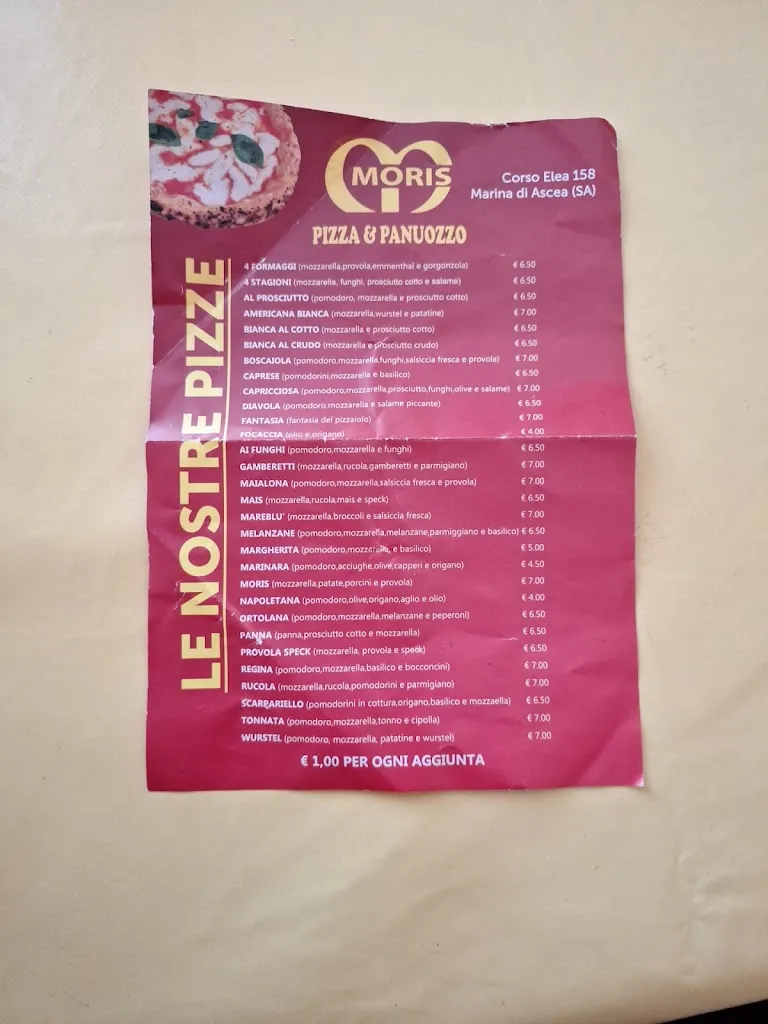 MORIS
Corso Elea 158
Marina di Ascea (SA)
PIZZA & PANUOZZO
LE NOSTRE PIZZE
4 FORMAGGI (mozzarella,provola,emmenthal e gorgonzola) € 6.50
4 STAGIONI (mozzarella, funghi, prosciutto cotto e salame) € 6.50
AL PROSCIUTTO (pomodoro, mozzarella e prosciutto cotto) € 6.50
AMERICANA BIANCA (mozzarella,wurstel e patatine) € 7.00
BIANCA AL COTTO (mozzarella e prosciutto cotto) € 6.50
BIANCA AL CRUDO (mozzarella e prosciutto crudo) € 6.50
BOSCAIOLA (pomodoro,mozzarella,funghi,salsiccia fresca e provola) € 7.00
CAPRESE (pomodorini,mozzarella e basilico) € 6.50
CAPRICCIOSA (pomodoro,mozzarella,prosciutto,funghi,olive e salame) € 7.00
DIAVOLA (pomodoro,mozzarella e salame piccante) € 6.50
FANTASIA (fantasia del pizzaiolo) € 7.00
FOCACCIA (olio e origano) € 4.00
AI FUNGHI (pomodoro,mozzarella e funghi) € 6.50
GAMBERETTI (mozzarella,rucola,gamberetti e parmigiano) € 7.00
MAIALONA (pomodoro,mozzarella,salsiccia fresca e provola) € 7.00
MAIS (mozzarella,rucola,mais e speck) € 6.50
MAREBLU' (mozzarella,broccoli e salsiccia fresca) € 7.00
MELANZANE (pomodoro,mozzarella,melanzane,parmiggiano e basilico) € 6.50
MARGHERITA (pomodoro,mozzarella, e basilico) € 5.00
MARINARA (pomodoro,acciughe,olive,capperi e origano) € 4.50
MORIS (mozzarella,patate,porcini e provola) € 7.00
NAPOLETANA (pomodoro,olive,origano,aglio e olio) € 4.00
ORTOLANA (pomodoro,mozzarella,melanzane e peperoni) € 6.50
PANNA (panna,prosciutto cotto e mozzarella) € 6.50
PROVOLA SPECK (mozzarella, provola e speck) € 6.50
REGINA (pomodoro,mozzarella,basilico e bocconcini) € 7.00
RUCOLA (mozzarella,rucola,pomodorini e parmigiano) € 7.00
SCARPARIELLO (pomodorini in cottura,origano,basilico e mozzaella) € 6.50
TONNATA (pomodoro,mozzarella,tonno e cipolla) € 7.00
WURSTEL (pomodoro, mozzarella, patatine e wurstel) € 7.00
€ 1,00 PER OGNI AGGIUNTA